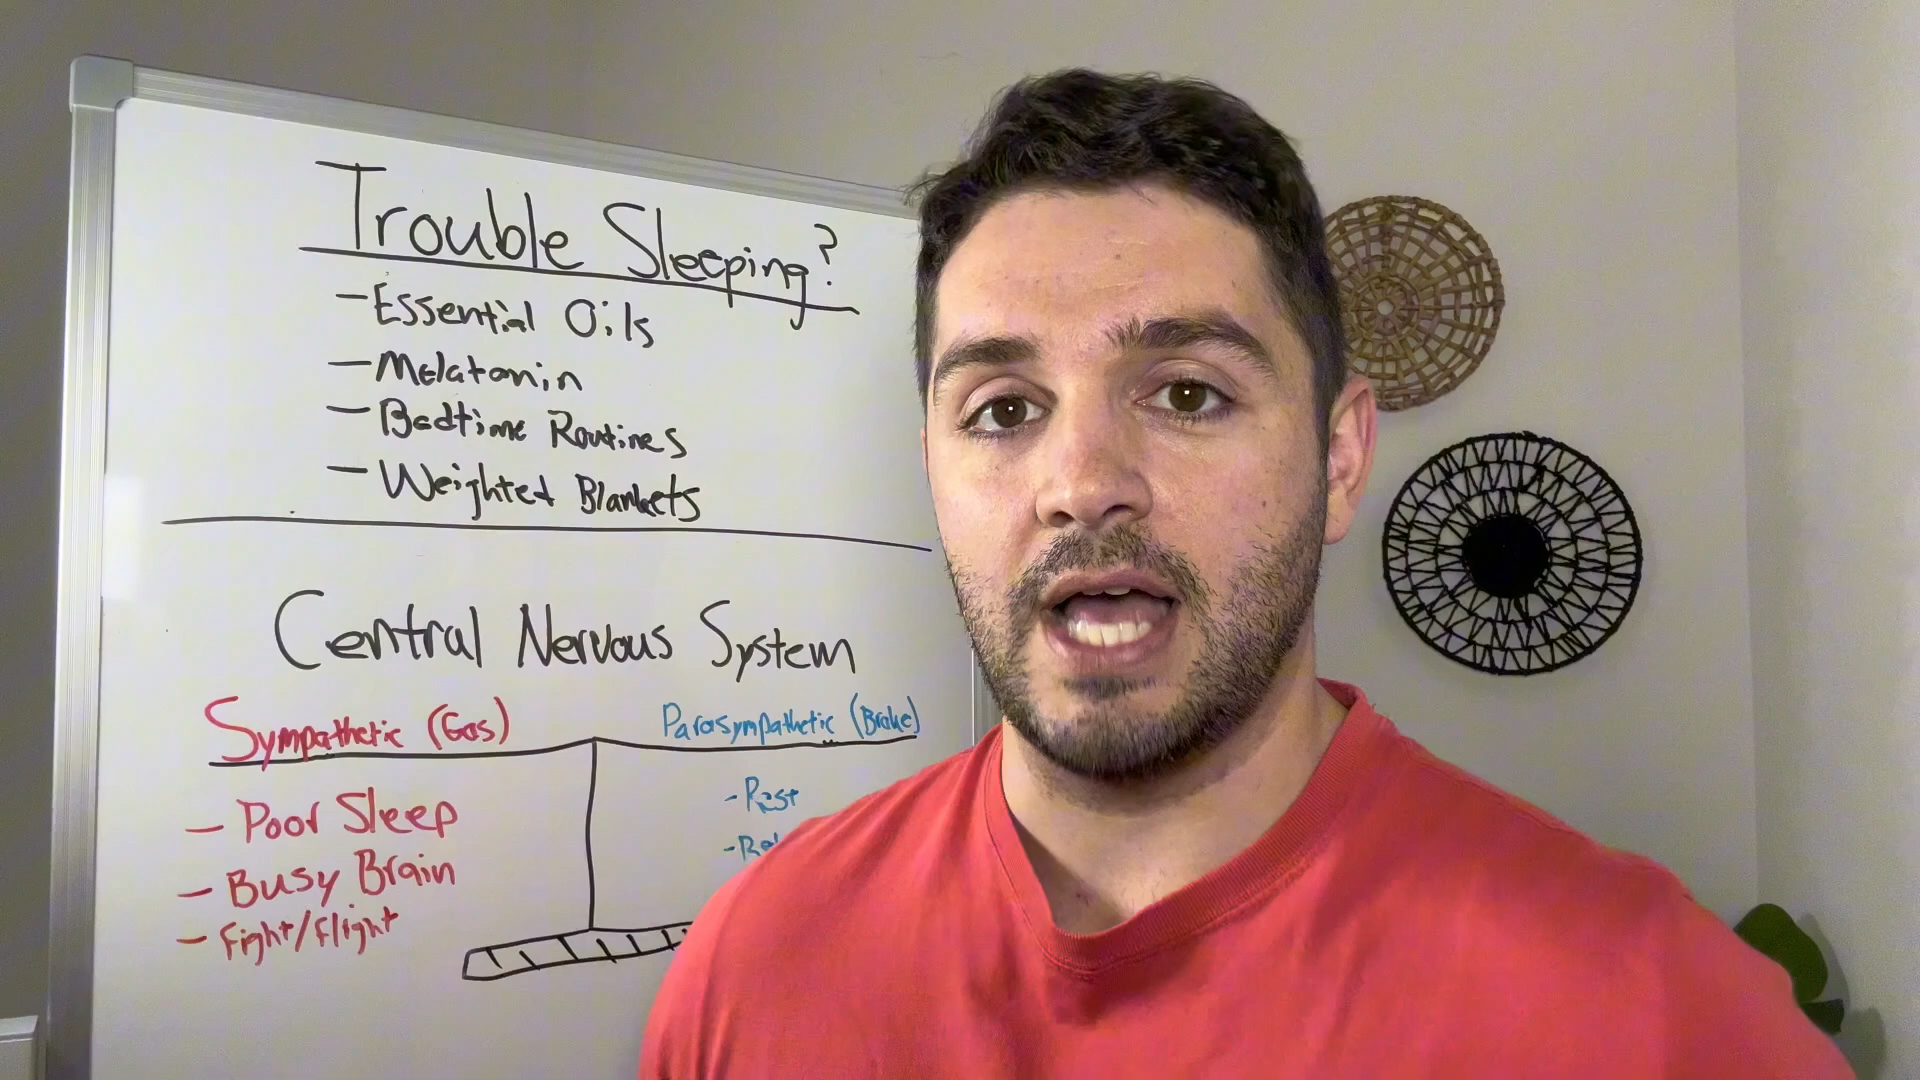 Trouble Sleeping?
- Essential Oils
- Melatonin
- Bedtime Routines
- Weighted Blankets
Central Nervous System
Sympathetic (Gas)
- Poor Sleep
- Busy Brain
- Fight/Flight
Parasympathetic (Brake)
- Rest